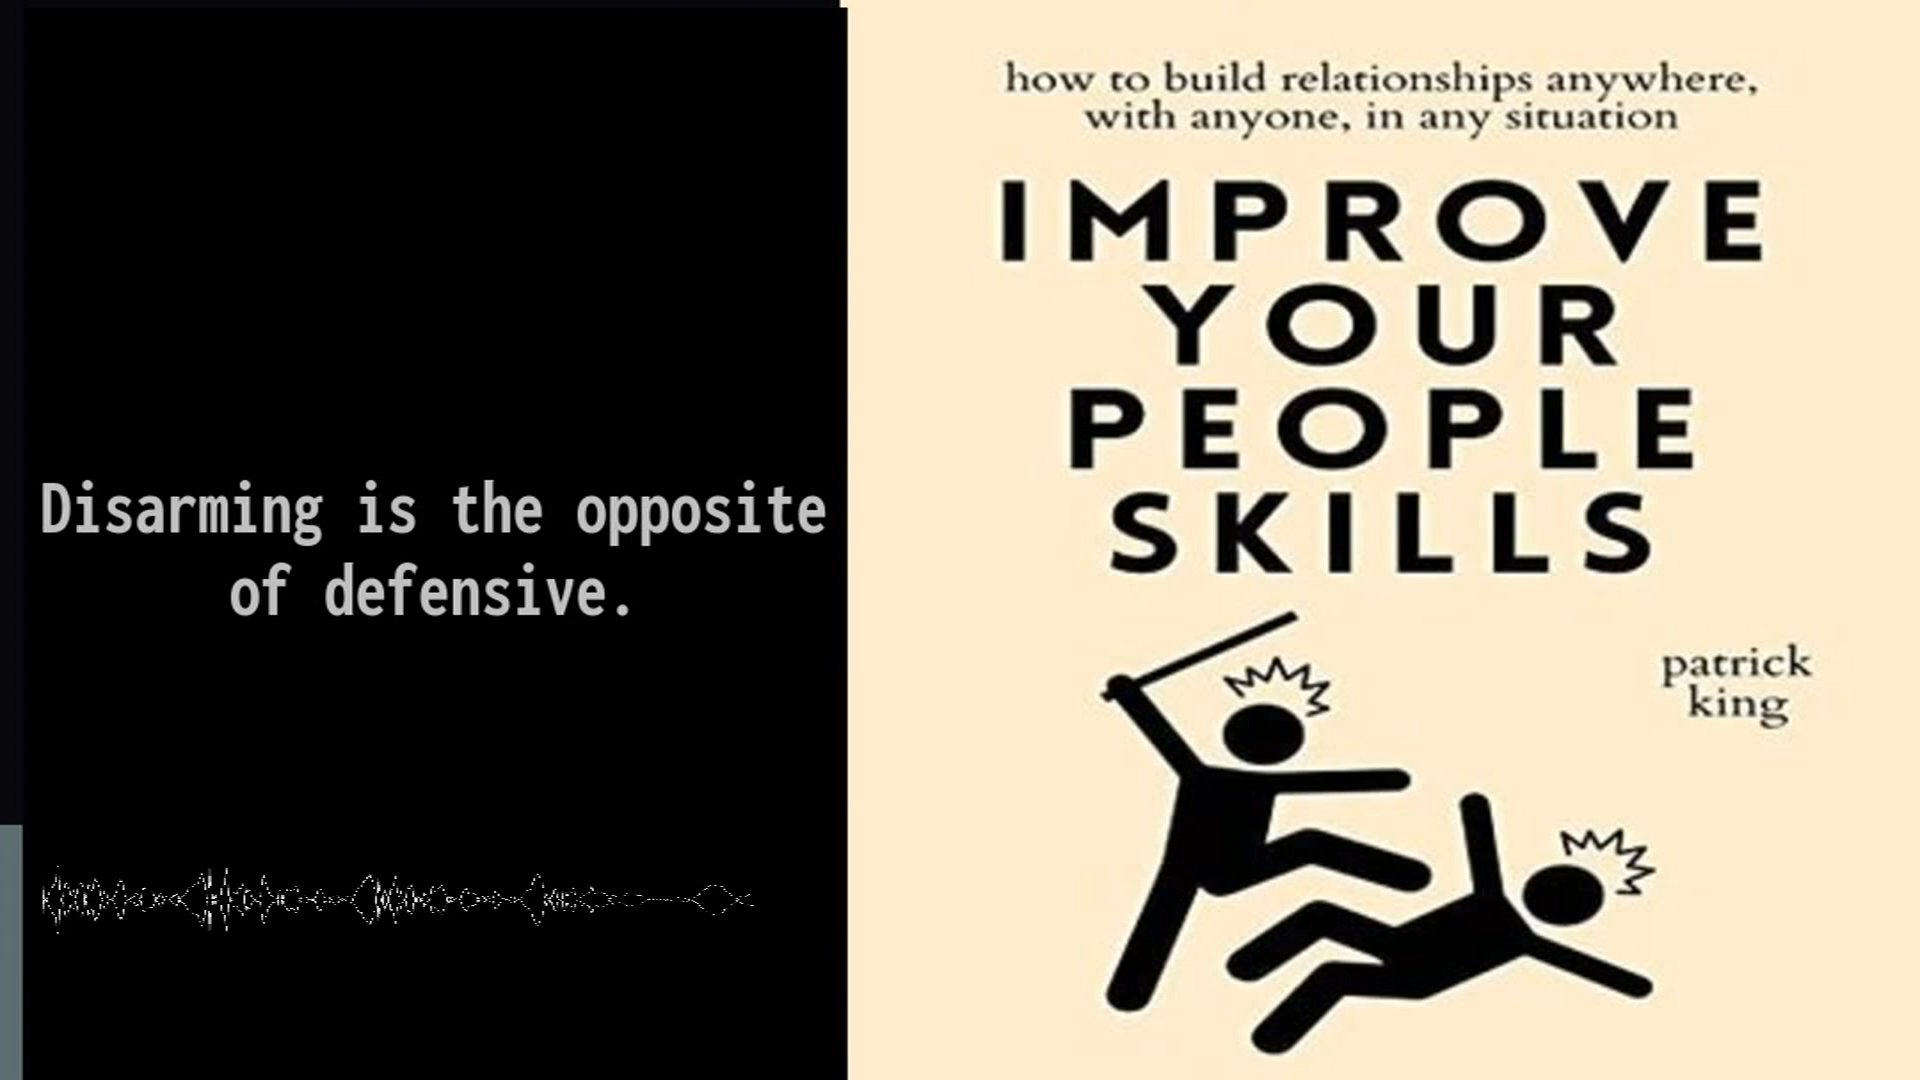 Disarming is the opposite
of defensive.
how to build relationships anywhere,
with anyone, in any situation
IMPROVE
YOUR
PEOPLE
SKILLS
patrick
king